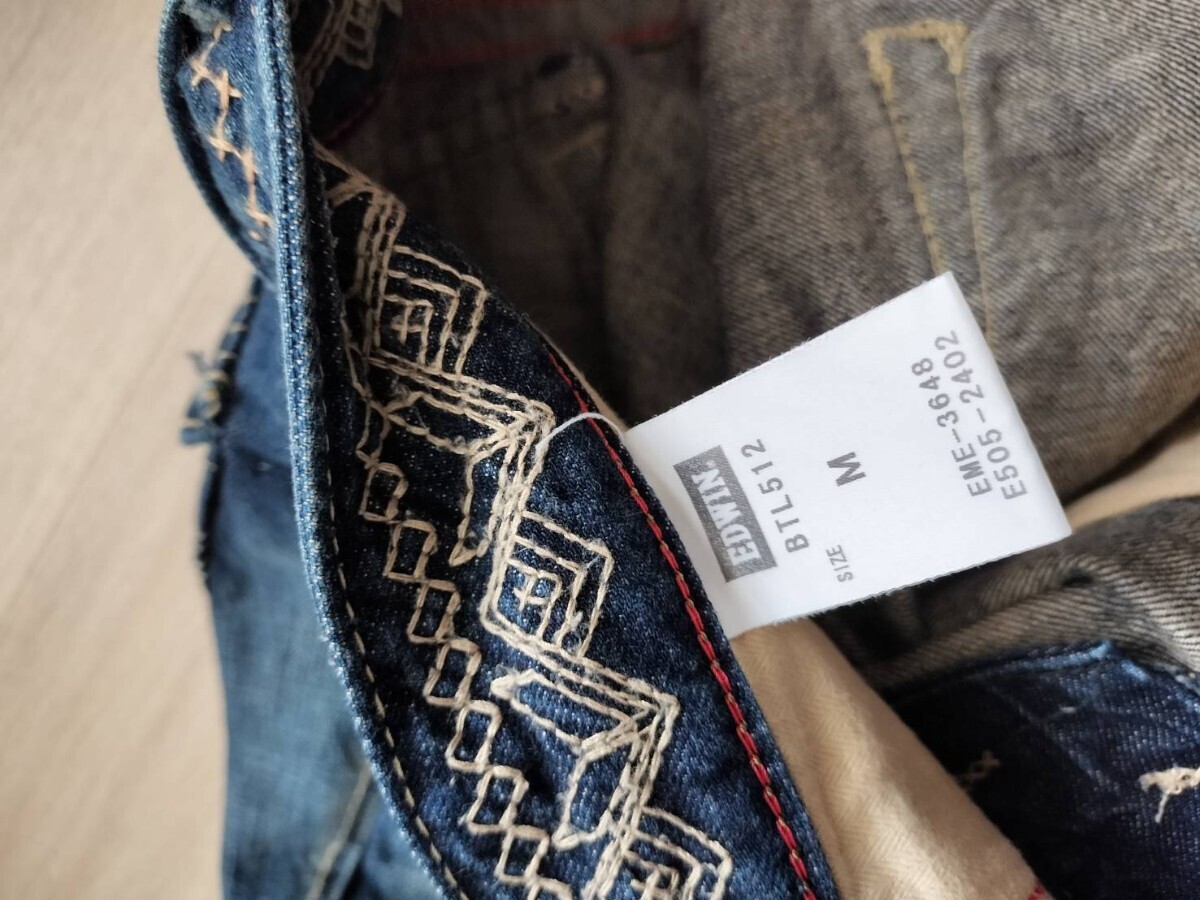 EDWIN.
BTL512
SIZE M
EME-3648
E505-2402